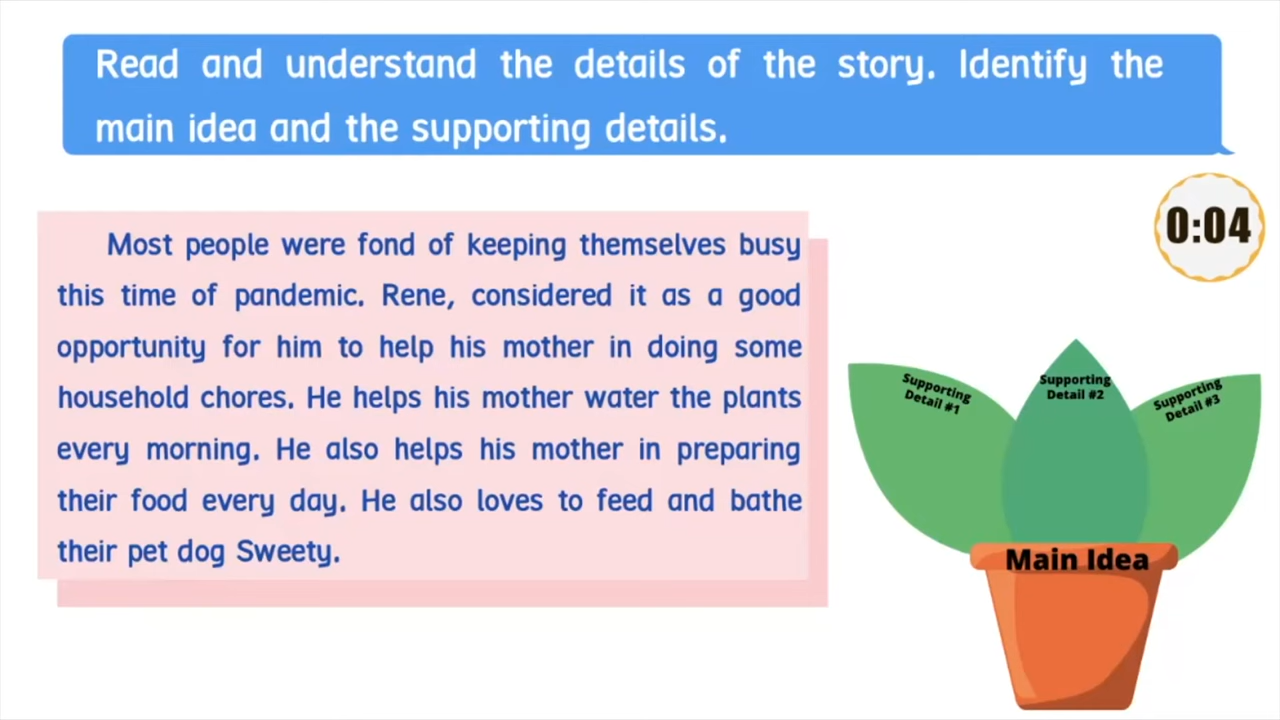 Read and understand the details of the story. Identify the
main idea and the supporting details.
0:04
Most people were fond of keeping themselves busy
this time of pandemic. Rene, considered it as a good
opportunity for him to help his mother in doing some
household chores. He helps his mother water the plants
every morning. He also helps his mother in preparing
their food every day. He also loves to feed and bathe
their pet dog Sweety.
Supporting
Detail #1
Supporting
Detail #2
Supporting
Detail #3
Main Idea